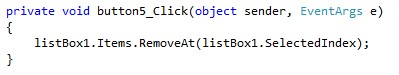 private void button5_Click(object sender, EventArgs e)
{
    listBox1.Items.RemoveAt(listBox1.SelectedIndex);
}